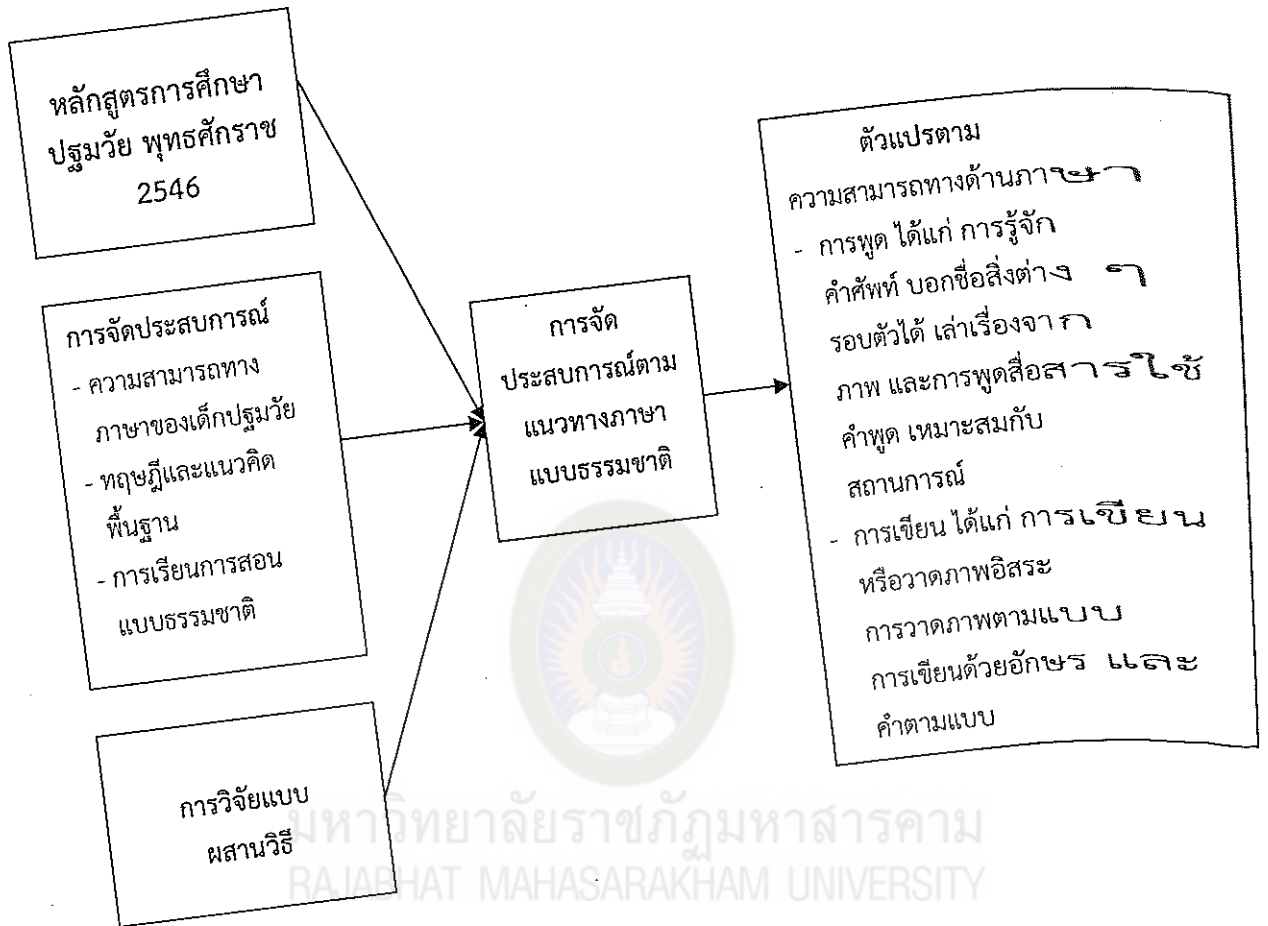 หลักสูตรการศึกษา
ปฐมวัย พุทธศักราช
2546
การจัดประสบการณ์
- ความสามารถทาง
ภาษาของเด็กปฐมวัย
- ทฤษฎีและแนวคิด
พื้นฐาน
- การเรียนการสอน
แบบธรรมชาติ
การวิจัยแบบ
ผสานวิธี
การจัด
ประสบการณ์ตาม
แนวทางภาษา
แบบธรรมชาติ
ตัวแปรตาม
ความสามารถทางด้านภาษา
- การพูด ได้แก่ การรู้จัก
คำศัพท์ บอกชื่อสิ่งต่าง ๆ
รอบตัวได้ เล่าเรื่องจาก
ภาพ และการพูดสื่อสารใช้
คำพูด เหมาะสมกับ
สถานการณ์
- การเขียน ได้แก่ การเขียน
หรือวาดภาพอิสระ
การวาดภาพตามแบบ
การเขียนด้วยอักษร และ
คำตามแบบ
มหาวิทยาลัยราชภัฏมหาสารคาม
RAJABHAT MAHASARAKHAM UNIVERSITY